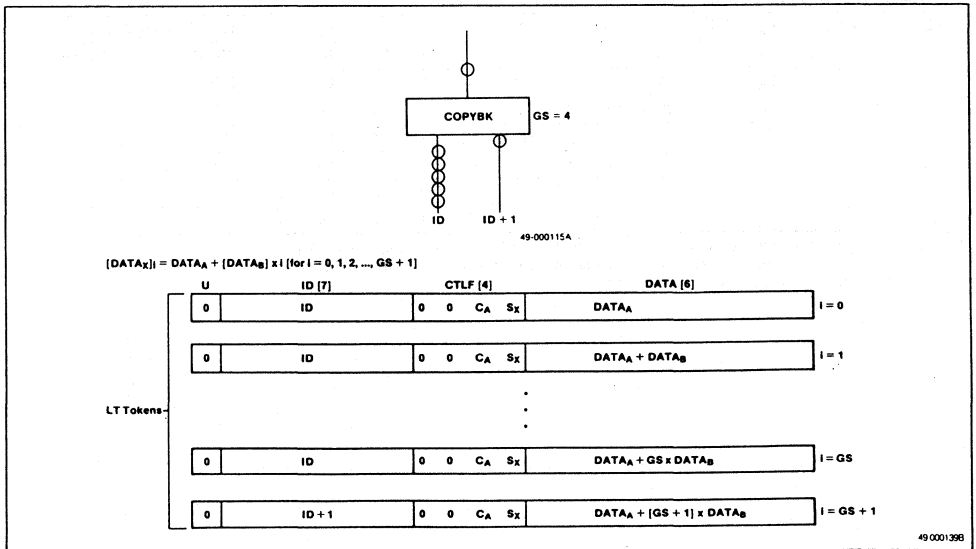 COPYBK GS = 4
ID ID + 1
49-000115A
[DATAX]i = DATAA + [DATAB] x i [for i = 0, 1, 2, ..., GS + 1]
U ID [7] CTLF [4] DATA [6]
0 ID 0 0 CA SX DATAA i = 0
0 ID 0 0 CA SX DATAA + DATAB i = 1
LT Tokens
0 ID 0 0 CA SX DATAA + GS x DATAB i = GS
0 ID+1 0 0 CA SX DATAA + [GS + 1] x DATAB i = GS + 1
49 000139B